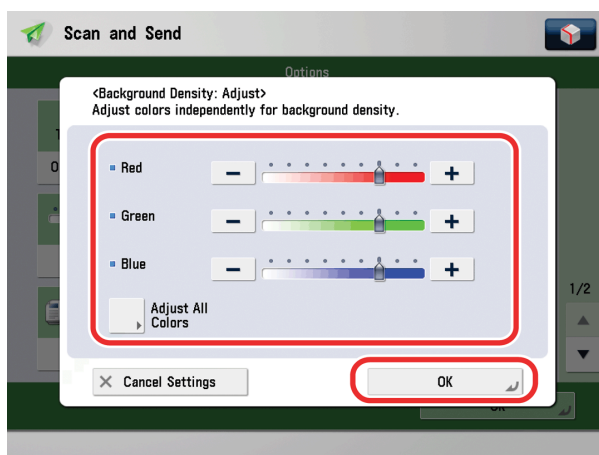 Scan and Send
Options
<Background Density: Adjust>
Adjust colors independently for background density.
Red
Green
Blue
Adjust All
Colors
1/2
Cancel Settings
OK